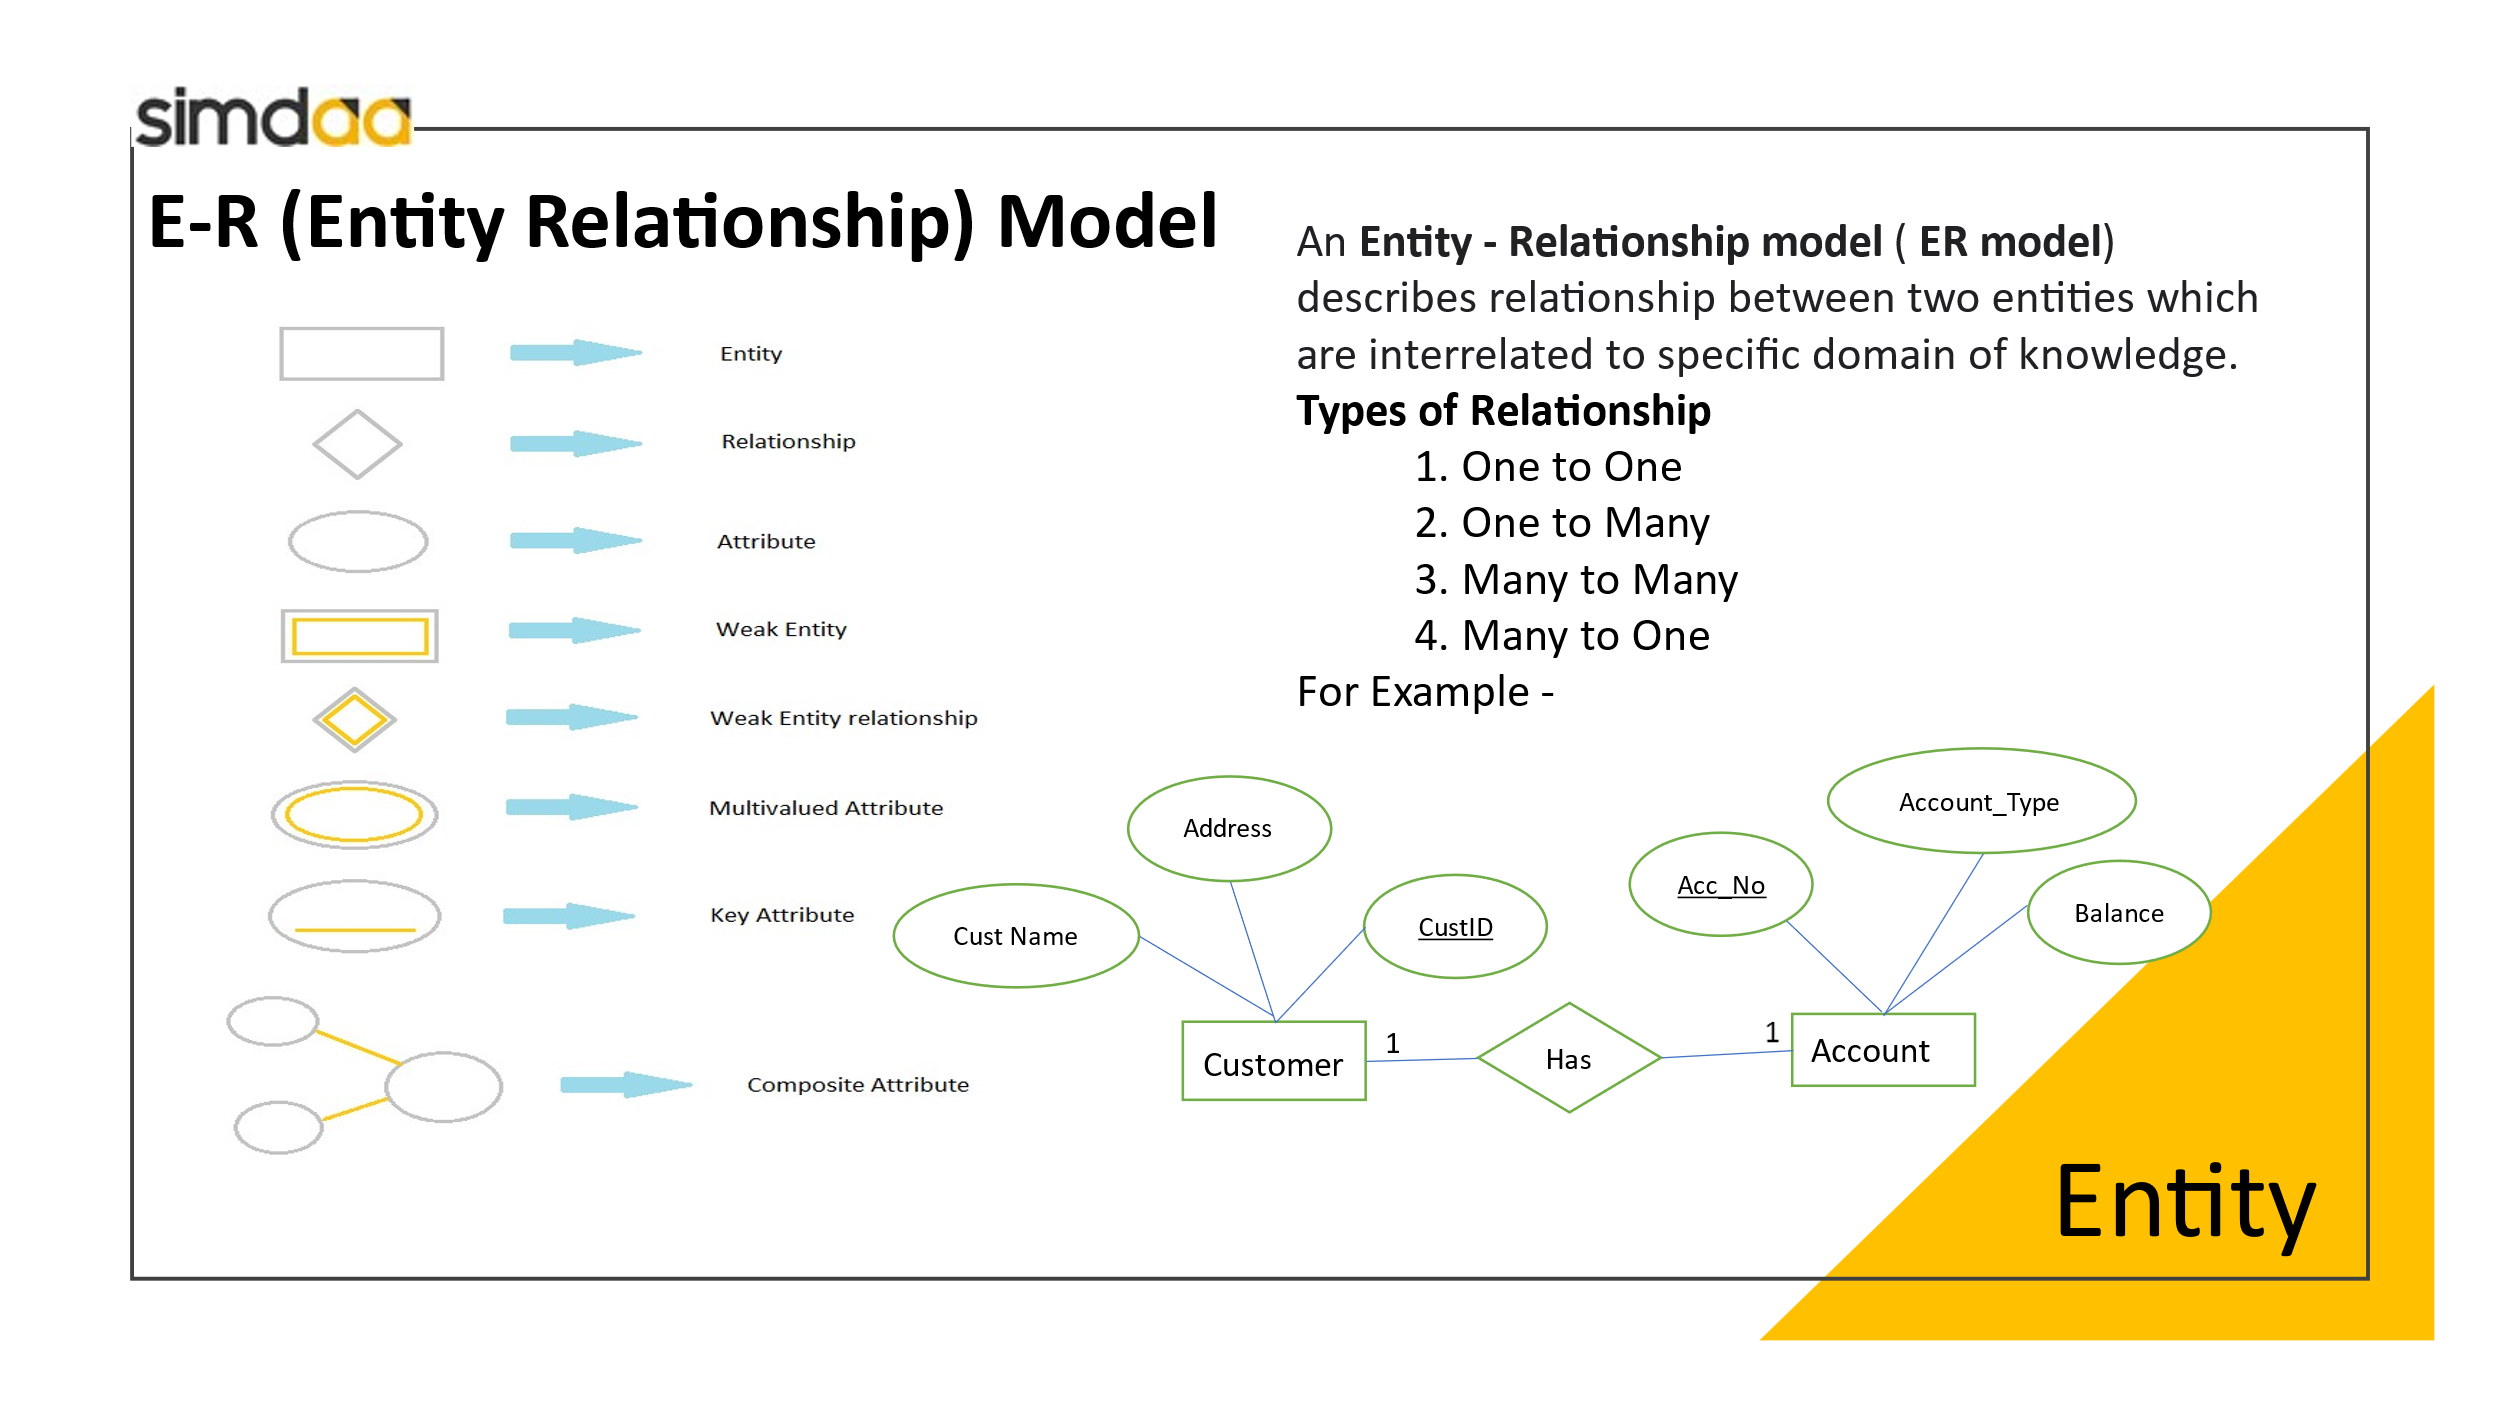 simdaa
E-R (Entity Relationship) Model
Entity
Relationship
Attribute
Weak Entity
Weak Entity relationship
Multivalued Attribute
Key Attribute
Composite Attribute
An Entity - Relationship model ( ER model)
describes relationship between two entities which
are interrelated to specific domain of knowledge.
Types of Relationship
1. One to One
2. One to Many
3. Many to Many
4. Many to One
For Example -
Cust Name
Address
CustID
Customer
1
Has
1
Acc_No
Account_Type
Balance
Account
Entity